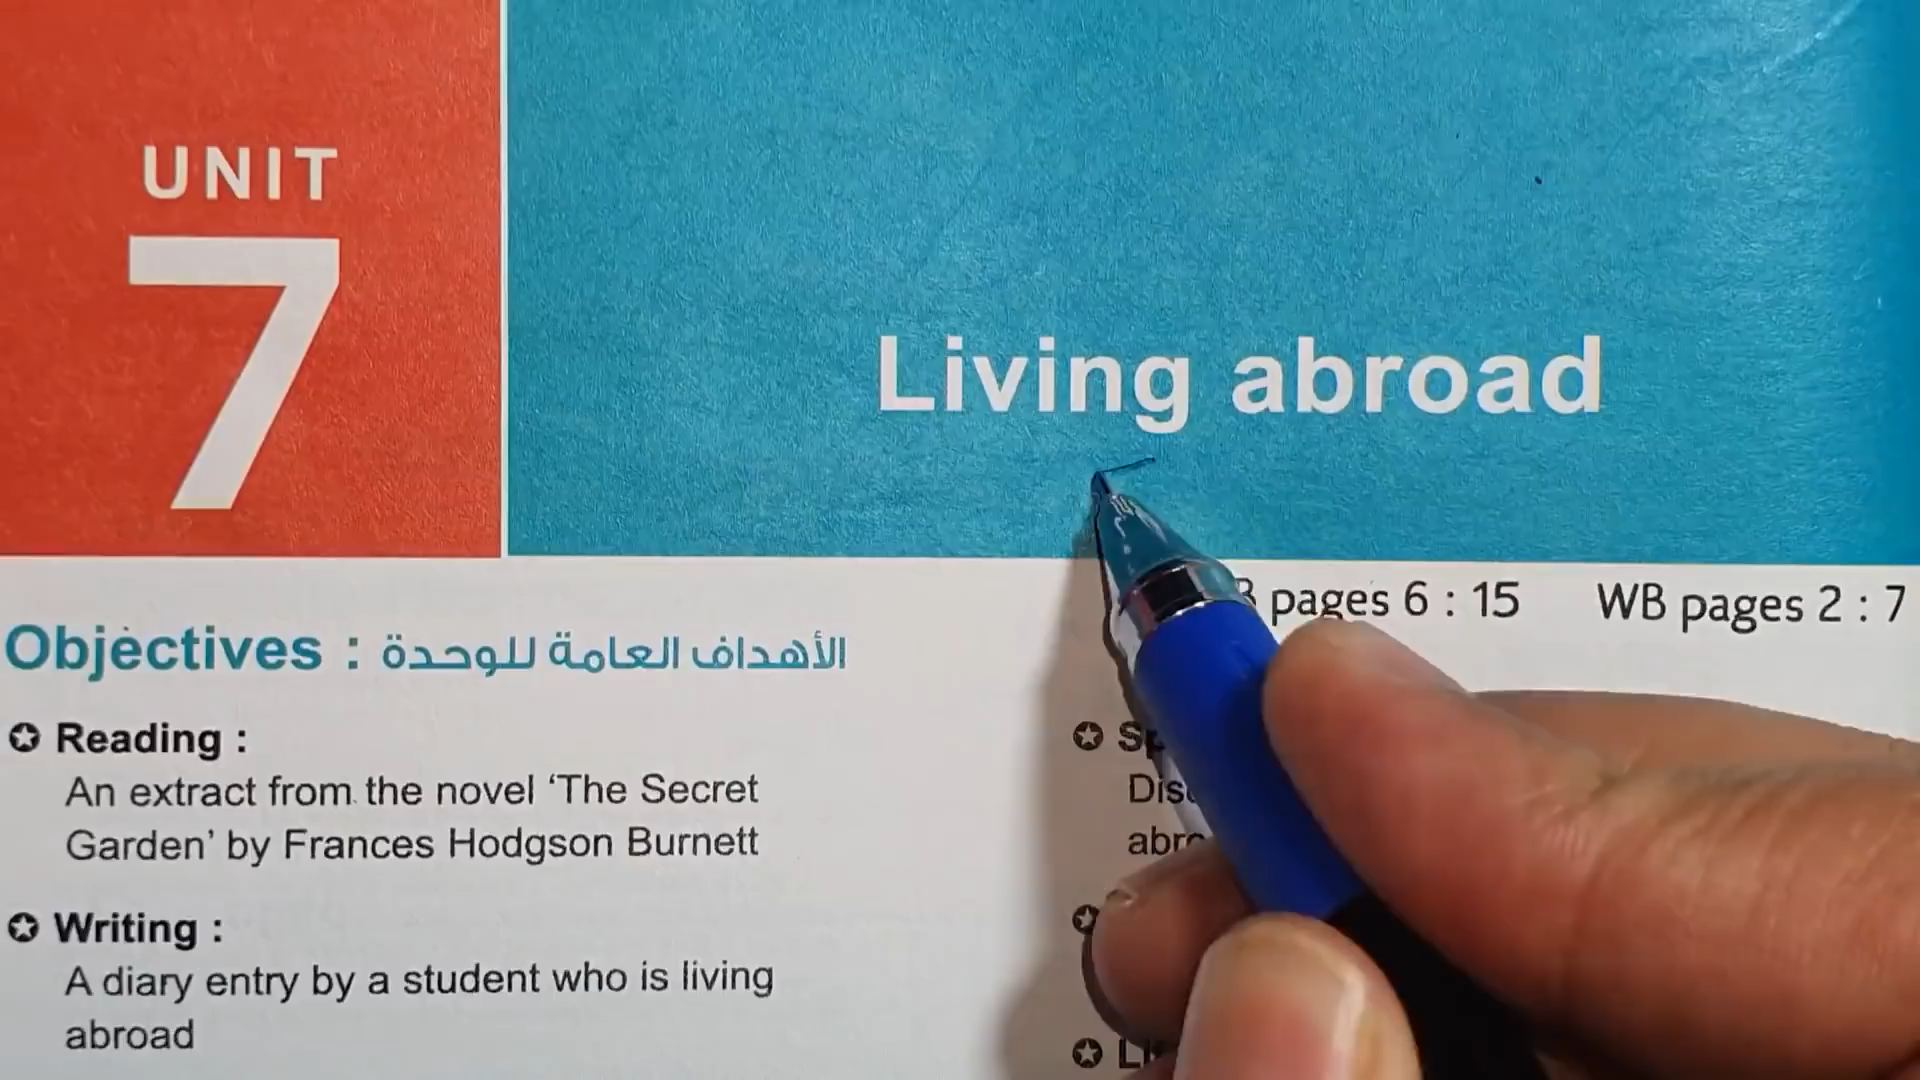 UNIT
7
Living abroad
pages 6 : 15 WB pages 2 : 7
Objectives : الأهداف العامة للوحدة
✪ Reading :
An extract from the novel ‘The Secret
Garden’ by Frances Hodgson Burnett
✪ Writing :
A diary entry by a student who is living
abroad